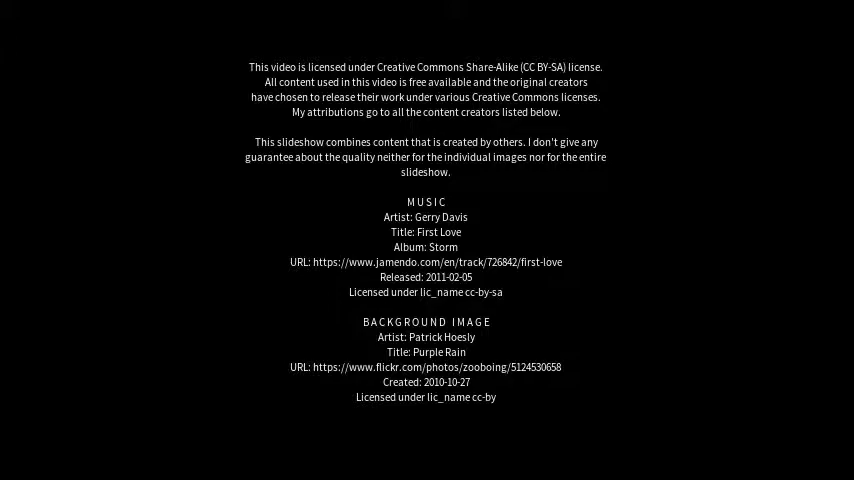 This video is licensed under Creative Commons Share-Alike (CC BY-SA) license.
All content used in this video is free available and the original creators
have chosen to release their work under various Creative Commons licenses.
My attributions go to all the content creators listed below.
This slideshow combines content that is created by others. I don't give any
guarantee about the quality neither for the individual images nor for the entire
slideshow.
MUSIC
Artist: Gerry Davis
Title: First Love
Album: Storm
URL: https://www.jamendo.com/en/track/726842/first-love
Released: 2011-02-05
Licensed under lic_name cc-by-sa
BACKGROUND IMAGE
Artist: Patrick Hoesly
Title: Purple Rain
URL: https://www.flickr.com/photos/zooboing/5124530658
Created: 2010-10-27
Licensed under lic_name cc-by